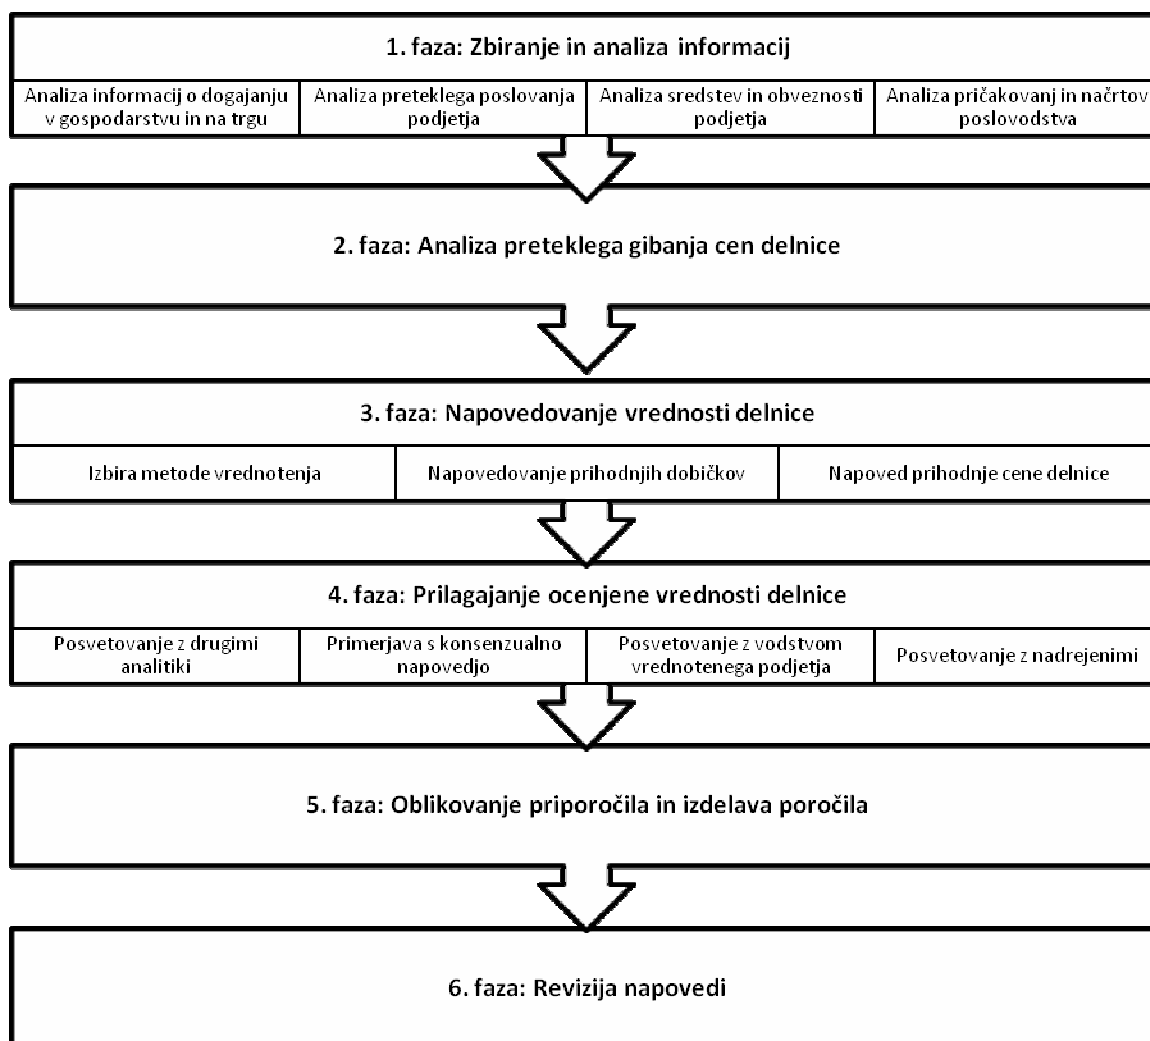 1. faza: Zbiranje in analiza informacij
Analiza informacij o dogajanju
v gospodarstvu in na trgu
Analiza preteklega poslovanja
podjetja
Analiza sredstev in obveznosti
podjetja
Analiza pričakovanj in načrtov
poslovodstva
2. faza: Analiza preteklega gibanja cen delnice
3. faza: Napovedovanje vrednosti delnice
Izbira metode vrednotenja
Napovedovanje prihodnjih dobičkov
Napoved prihodnje cene delnice
4. faza: Prilagajanje ocenjene vrednosti delnice
Posvetovanje z drugimi
analitiki
Primerjava s konsenzualno
napovedjo
Posvetovanje z vodstvom
vrednotenega podjetja
Posvetovanje z nadrejenimi
5. faza: Oblikovanje priporočila in izdelava poročila
6. faza: Revizija napovedi